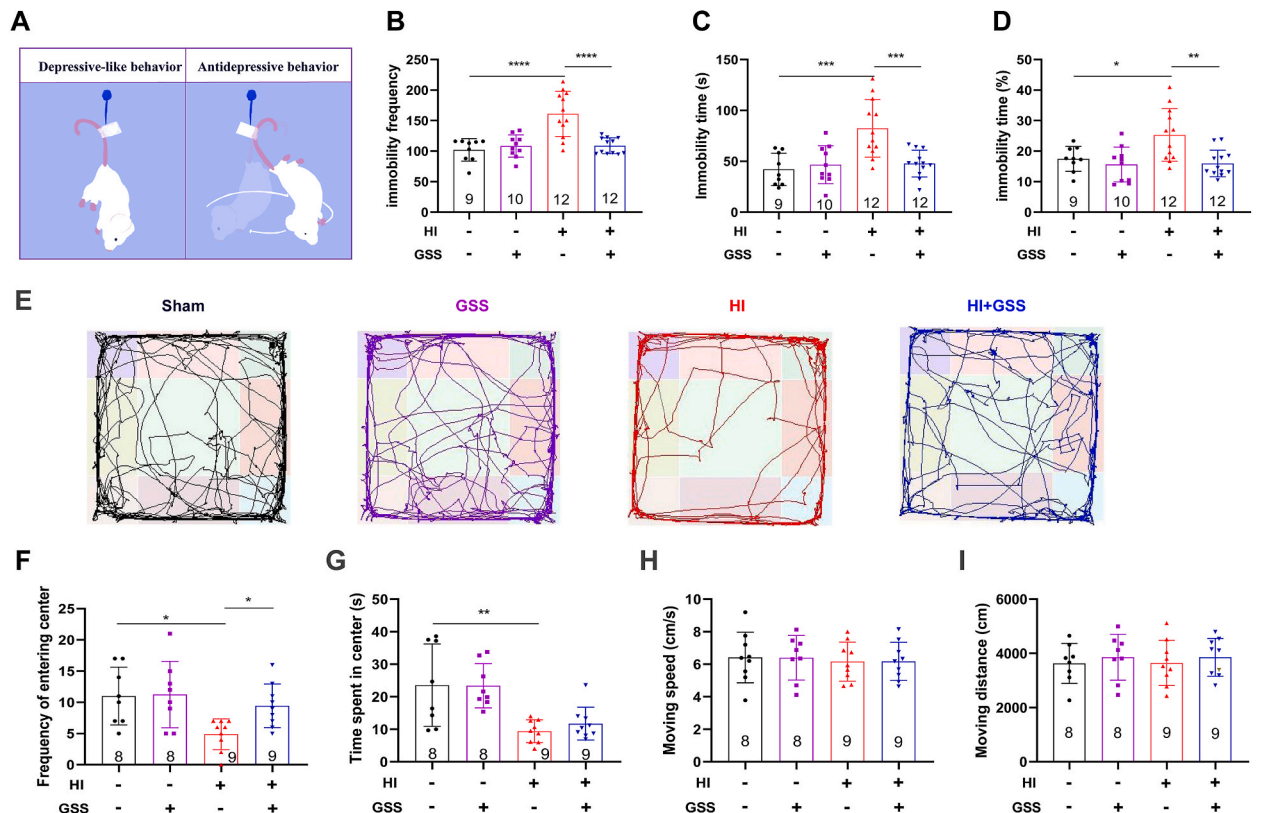 A
Depressive-like behavior Antidepressive behavior
B
immobility frequency
250
200
150
100
50
0
**** ****
9 10 12 12
HI - - + +
GSS - + - +
C
Immobility time (s)
150
100
50
0
*** ***
9 10 12 12
HI - - + +
GSS - + - +
D
immobility time (%)
50
40
30
20
10
0
* **
9 10 12 12
HI - - + +
GSS - + - +
E
Sham GSS HI HI+GSS
F
Frequency of entering center
25
20
15
10
5
0
* *
8 8 9 9
HI - - + +
GSS - + - +
G
Time spent in center (s)
50
40
30
20
10
0
**
8 8 9 9
HI - - + +
GSS - + - +
H
Moving speed (cm/s)
10
8
6
4
2
0
8 8 9 9
HI - - + +
GSS - + - +
I
Moving distance (cm)
6000
4000
2000
0
8 8 9 9
HI - - + +
GSS - + - +